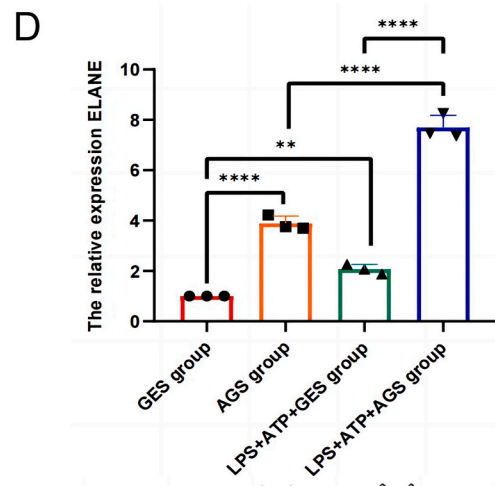 D
****
****
**
****
The relative expression ELANE
10
8
6
4
2
0
GES group
AGS group
LPS+ATP+GES group
LPS+ATP+AGS group